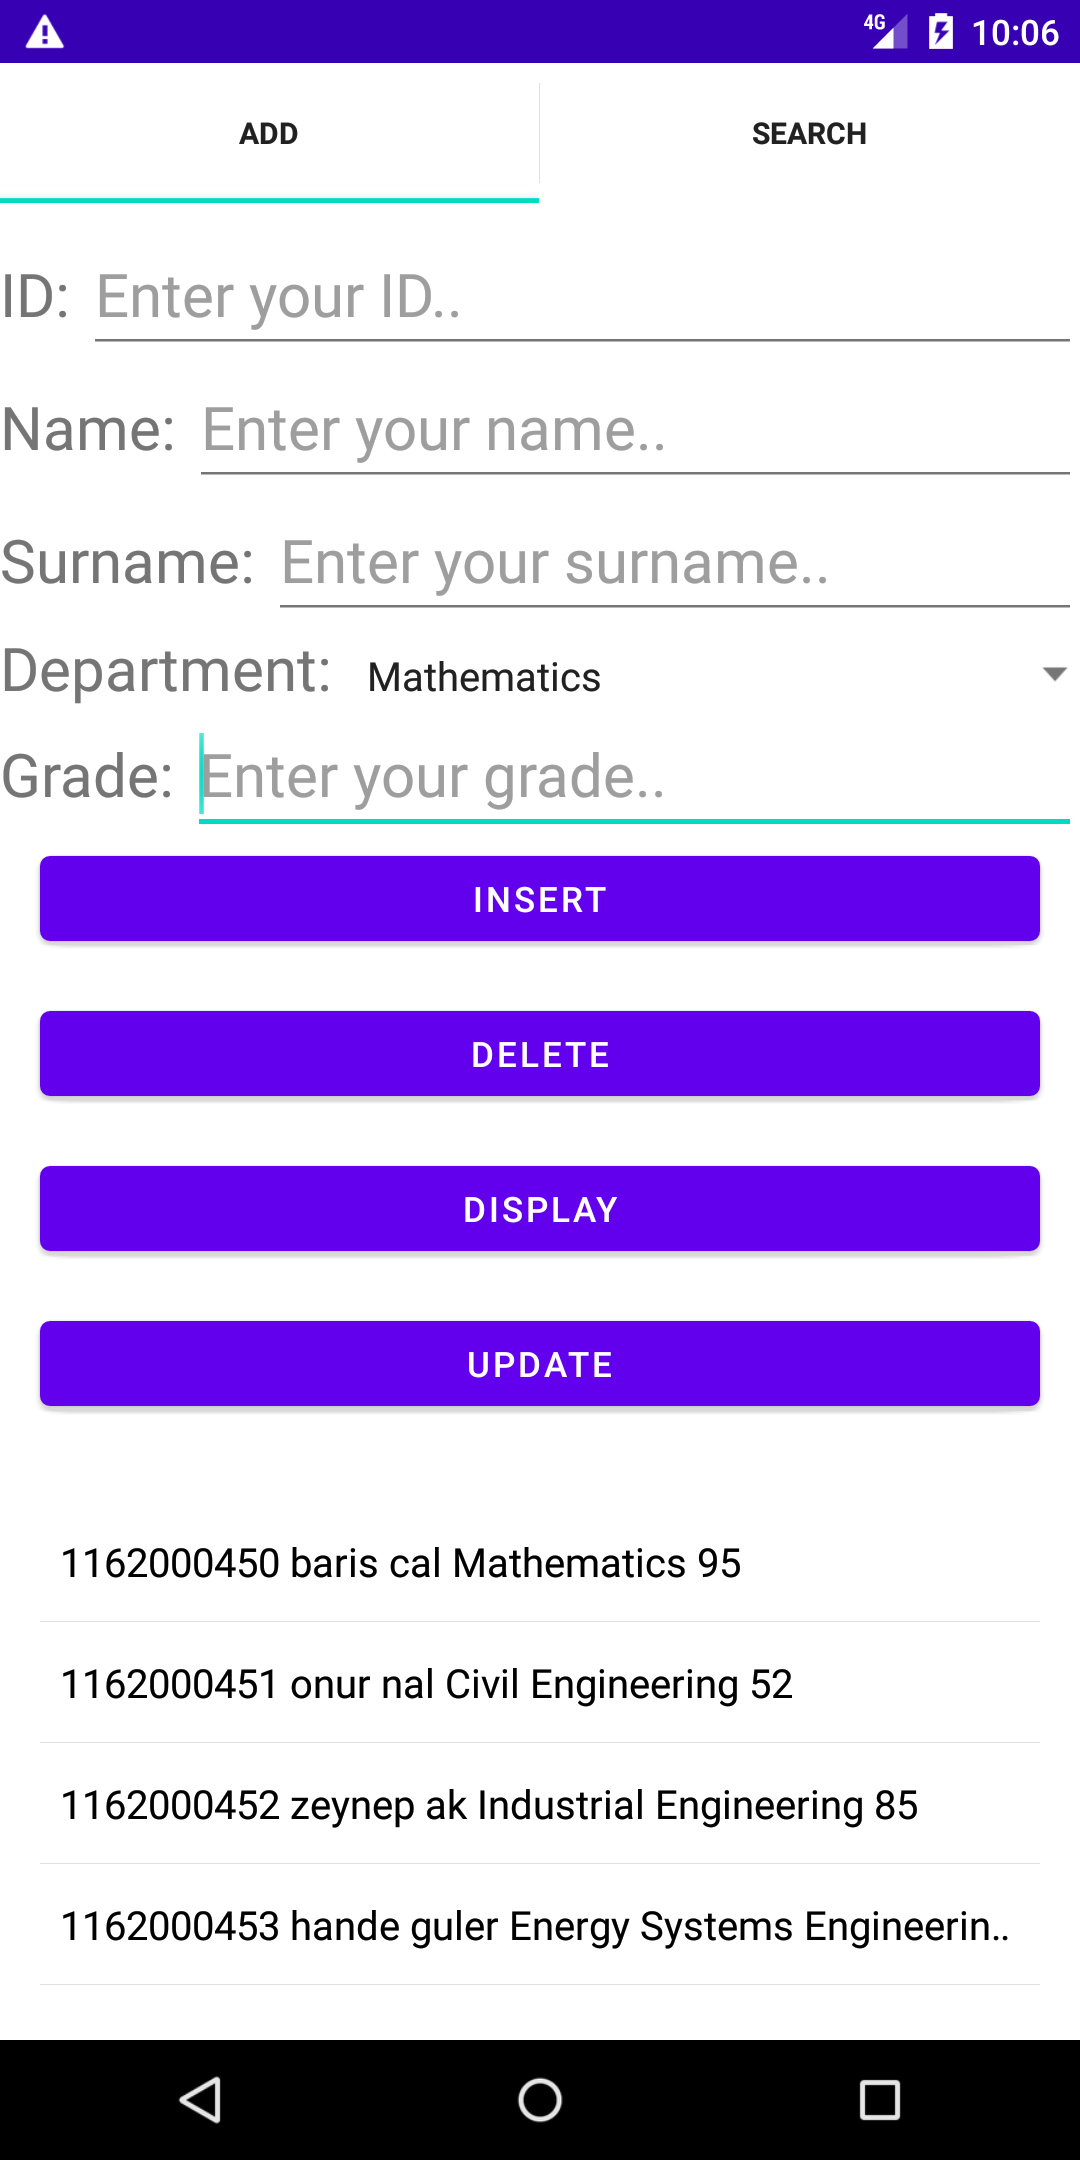 4G 10:06
ADD SEARCH
ID: Enter your ID..
Name: Enter your name..
Surname: Enter your surname..
Department: Mathematics
Grade: Enter your grade..
INSERT
DELETE
DISPLAY
UPDATE
1162000450 baris cal Mathematics 95
1162000451 onur nal Civil Engineering 52
1162000452 zeynep ak Industrial Engineering 85
1162000453 hande guler Energy Systems Engineerin..